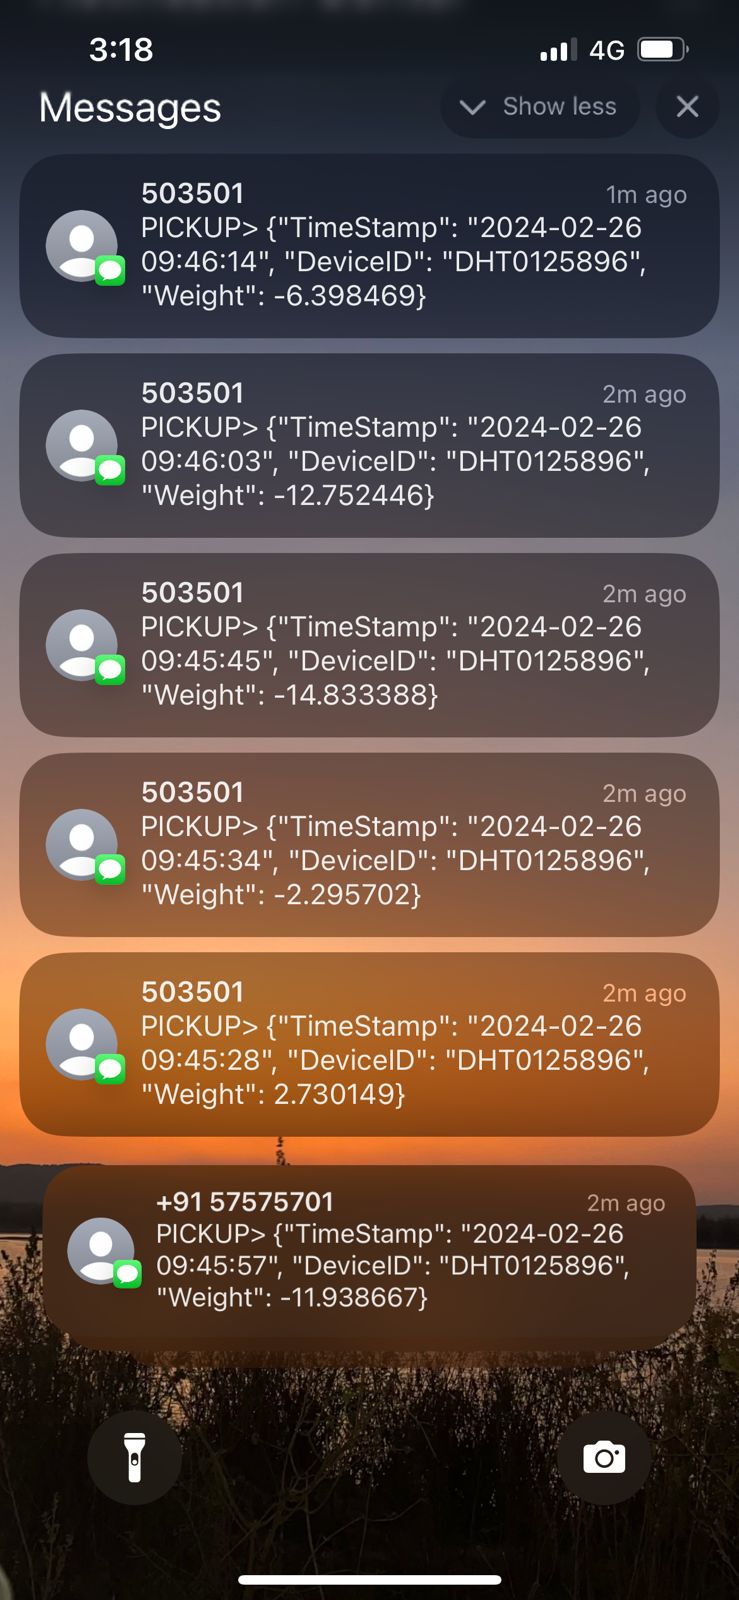 3:18
4G
Messages
Show less
503501
1m ago
PICKUP> {"TimeStamp": "2024-02-26
09:46:14", "DeviceID": "DHT0125896",
"Weight": -6.398469}
503501
2m ago
PICKUP> {"TimeStamp": "2024-02-26
09:46:03", "DeviceID": "DHT0125896",
"Weight": -12.752446}
503501
2m ago
PICKUP> {"TimeStamp": "2024-02-26
09:45:45", "DeviceID": "DHT0125896",
"Weight": -14.833388}
503501
2m ago
PICKUP> {"TimeStamp": "2024-02-26
09:45:34", "DeviceID": "DHT0125896",
"Weight": -2.295702}
503501
2m ago
PICKUP> {"TimeStamp": "2024-02-26
09:45:28", "DeviceID": "DHT0125896",
"Weight": 2.730149}
+91 57575701
2m ago
PICKUP> {"TimeStamp": "2024-02-26
09:45:57", "DeviceID": "DHT0125896",
"Weight": -11.938667}